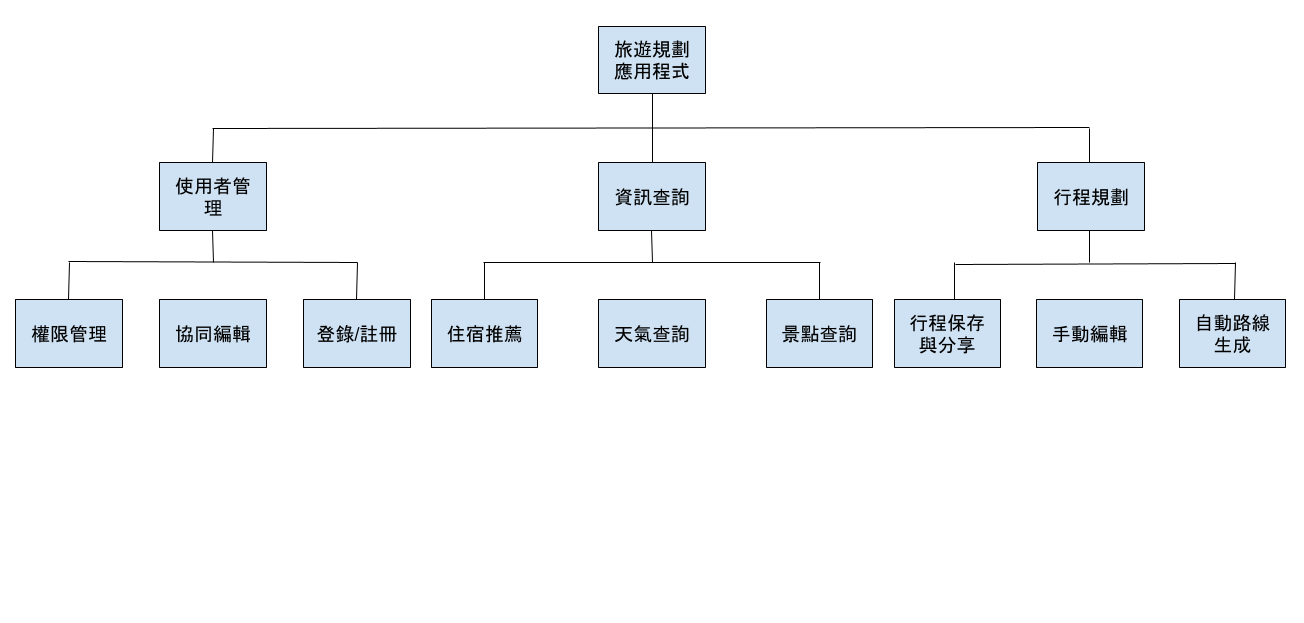 旅遊規劃
應用程式
使用者管
理
資訊查詢
行程規劃
權限管理
協同編輯
登錄/註冊
住宿推薦
天氣查詢
景點查詢
行程保存
與分享
手動編輯
自動路線
生成